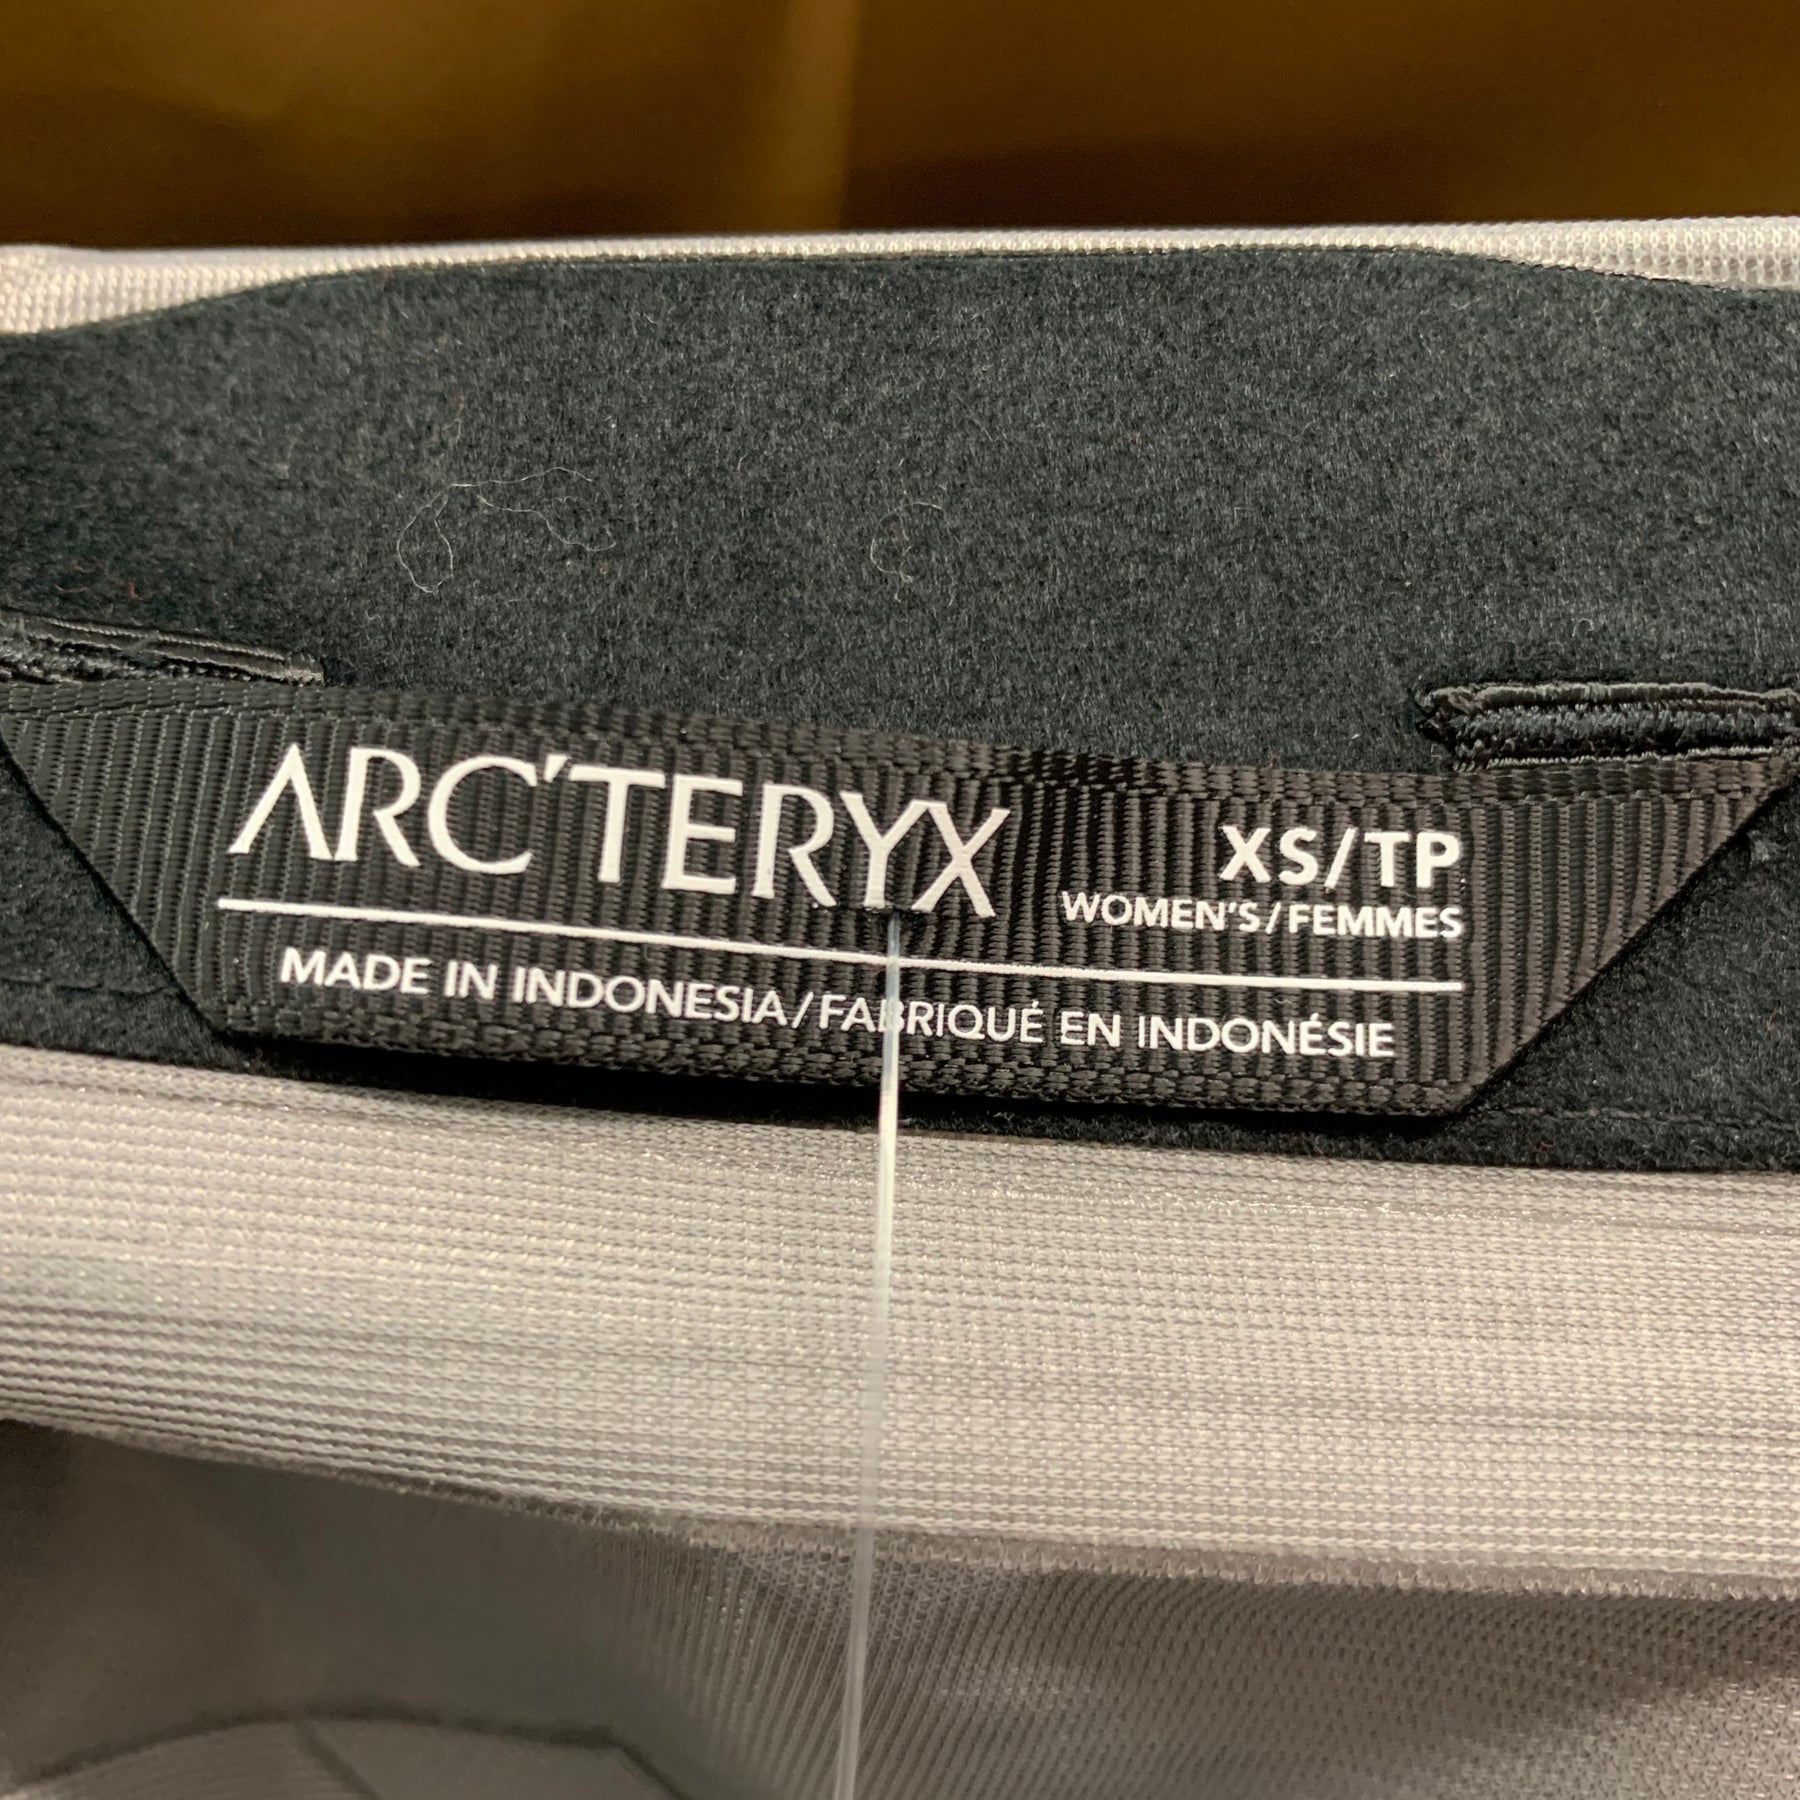 ARC'TERYX
XS/TP
WOMEN'S/FEMMES
MADE IN INDONESIA/FABRIQUÉ EN INDONÉSIE